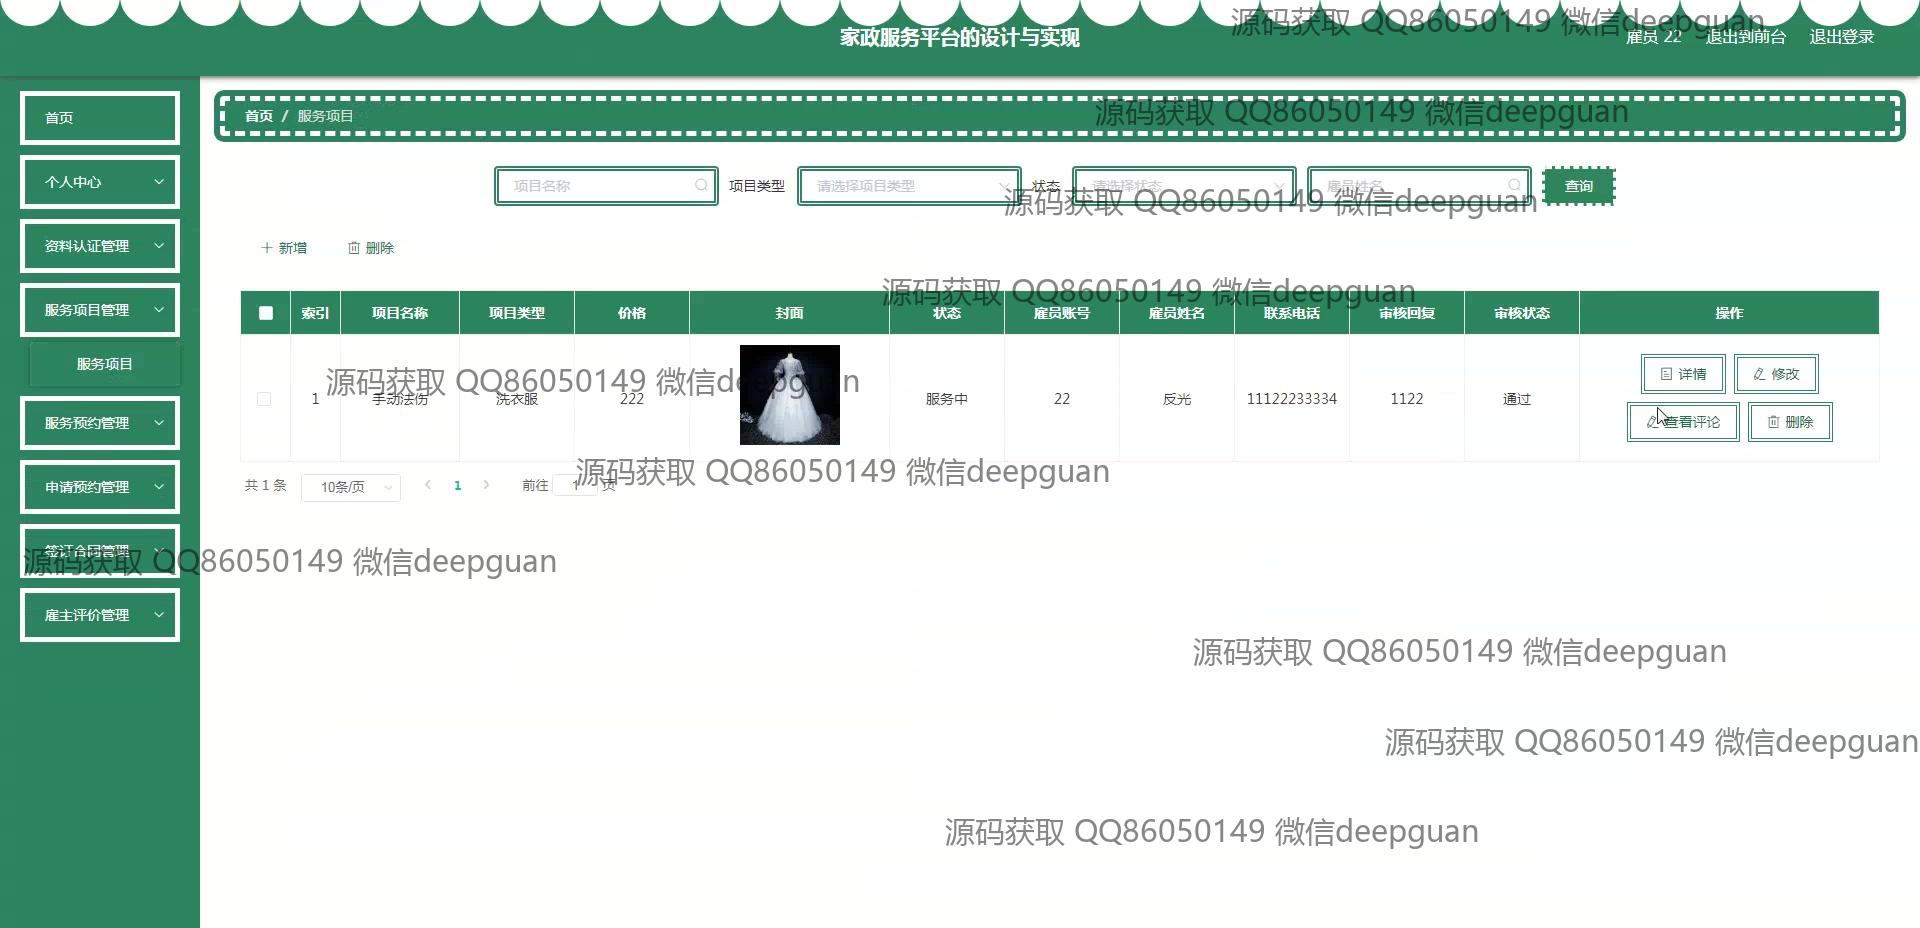 源码获取 QQ86050149 微信deepguan
家政服务平台的设计与实现
雇员 22 退出到前台 退出登录
首页
首页 / 服务项目
源码获取 QQ86050149 微信deepguan
个人中心
项目名称 项目类型 请选择项目类型 状态 请选择状态 雇员姓名 查询
源码获取 QQ86050149 微信deepguan
资料认证管理
新增 删除
源码获取 QQ86050149 微信deepguan
服务项目管理
索引 项目名称 项目类型 价格 封面 状态 雇员账号 雇员姓名 联系电话 审核回复 审核状态 操作
服务项目
详情 修改
源码获取 QQ86050149 微信deepguan
1 手动法伤 洗衣服 222 服务中 22 反光 11122233334 1122 通过
查看评论 删除
服务预约管理
源码获取 QQ86050149 微信deepguan
共 1 条 10条/页 1 前往 1 页
申请预约管理
签订合同管理
源码获取 QQ86050149 微信deepguan
雇主评价管理
源码获取 QQ86050149 微信deepguan
源码获取 QQ86050149 微信deepguan
源码获取 QQ86050149 微信deepguan